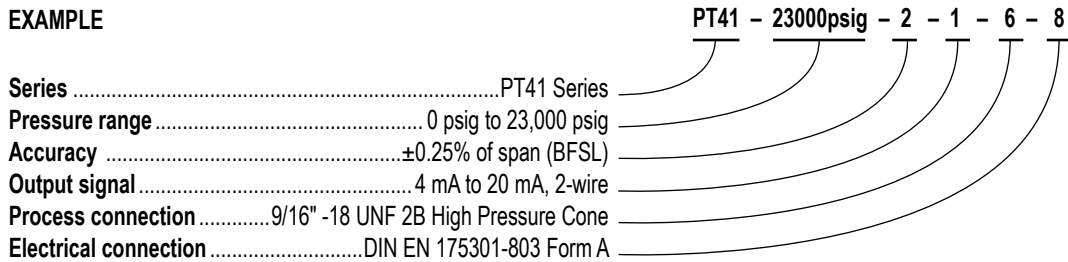 EXAMPLE PT41 – 23000psig – 2 – 1 – 6 – 8
Series ..............................................................................PT41 Series
Pressure range ................................................. 0 psig to 23,000 psig
Accuracy ......................................................±0.25% of span (BFSL)
Output signal .................................................. 4 mA to 20 mA, 2-wire
Process connection .............9/16" -18 UNF 2B High Pressure Cone
Electrical connection ............................DIN EN 175301-803 Form A